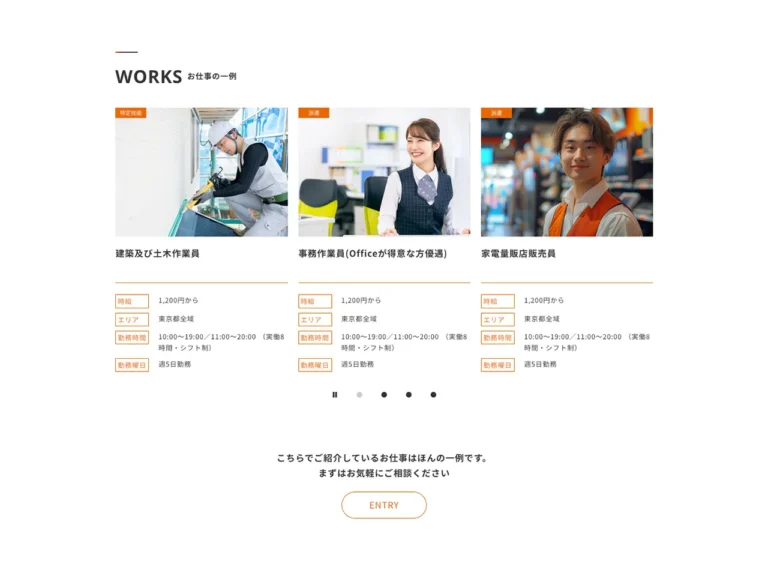 WORKS お仕事の一例
特定技能
派遣
派遣
建築及び土木作業員
事務作業員(Officeが得意な方優遇)
家電量販店販売員
時給 1,200円から
エリア 東京都全域
勤務時間 10:00〜19:00／11:00〜20:00 （実働8
時間・シフト制）
勤務曜日 週5日勤務
時給 1,200円から
エリア 東京都全域
勤務時間 10:00〜19:00／11:00〜20:00 （実働8
時間・シフト制）
勤務曜日 週5日勤務
時給 1,200円から
エリア 東京都全域
勤務時間 10:00〜19:00／11:00〜20:00 （実働8
時間・シフト制）
勤務曜日 週5日勤務
こちらでご紹介しているお仕事はほんの一例です。
まずはお気軽にご相談ください
ENTRY